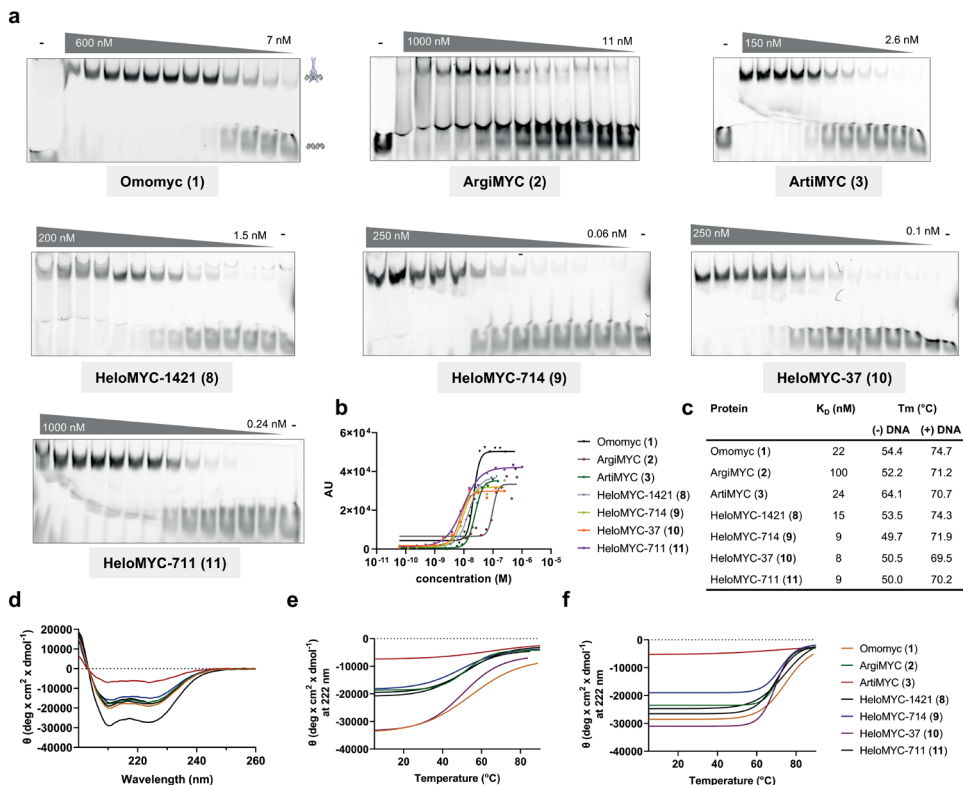 a
- 600 nM 7 nM
Omomyc (1)
- 1000 nM 11 nM
ArgiMYC (2)
- 150 nM 2.6 nM
ArtiMYC (3)
200 nM 1.5 nM -
HeloMYC-1421 (8)
250 nM 0.06 nM -
HeloMYC-714 (9)
250 nM 0.1 nM -
HeloMYC-37 (10)
1000 nM 0.24 nM -
HeloMYC-711 (11)
b
AU
6×10⁴
4×10⁴
2×10⁴
0
10⁻¹¹ 10⁻¹⁰ 10⁻⁹ 10⁻⁸ 10⁻⁷ 10⁻⁶ 10⁻⁵
concentration (M)
Omomyc (1)
ArgiMYC (2)
ArtiMYC (3)
HeloMYC-1421 (8)
HeloMYC-714 (9)
HeloMYC-37 (10)
HeloMYC-711 (11)
c
Protein K_D (nM) Tm (°C)
(-) DNA (+) DNA
Omomyc (1) 22 54.4 74.7
ArgiMYC (2) 100 52.2 71.2
ArtiMYC (3) 24 64.1 70.7
HeloMYC-1421 (8) 15 53.5 74.3
HeloMYC-714 (9) 9 49.7 71.9
HeloMYC-37 (10) 8 50.5 69.5
HeloMYC-711 (11) 9 50.0 70.2
d
θ (deg x cm² x dmol⁻¹)
20000
10000
0
-10000
-20000
-30000
-40000
220 240 260
Wavelength (nm)
e
θ (deg x cm² x dmol⁻¹)
at 222 nm
0
-10000
-20000
-30000
-40000
20 40 60 80
Temperature (°C)
f
θ (deg x cm² x dmol⁻¹)
at 222 nm
0
-10000
-20000
-30000
-40000
20 40 60 80
Temperature (°C)
Omomyc (1)
ArgiMYC (2)
ArtiMYC (3)
HeloMYC-1421 (8)
HeloMYC-714 (9)
HeloMYC-37 (10)
HeloMYC-711 (11)